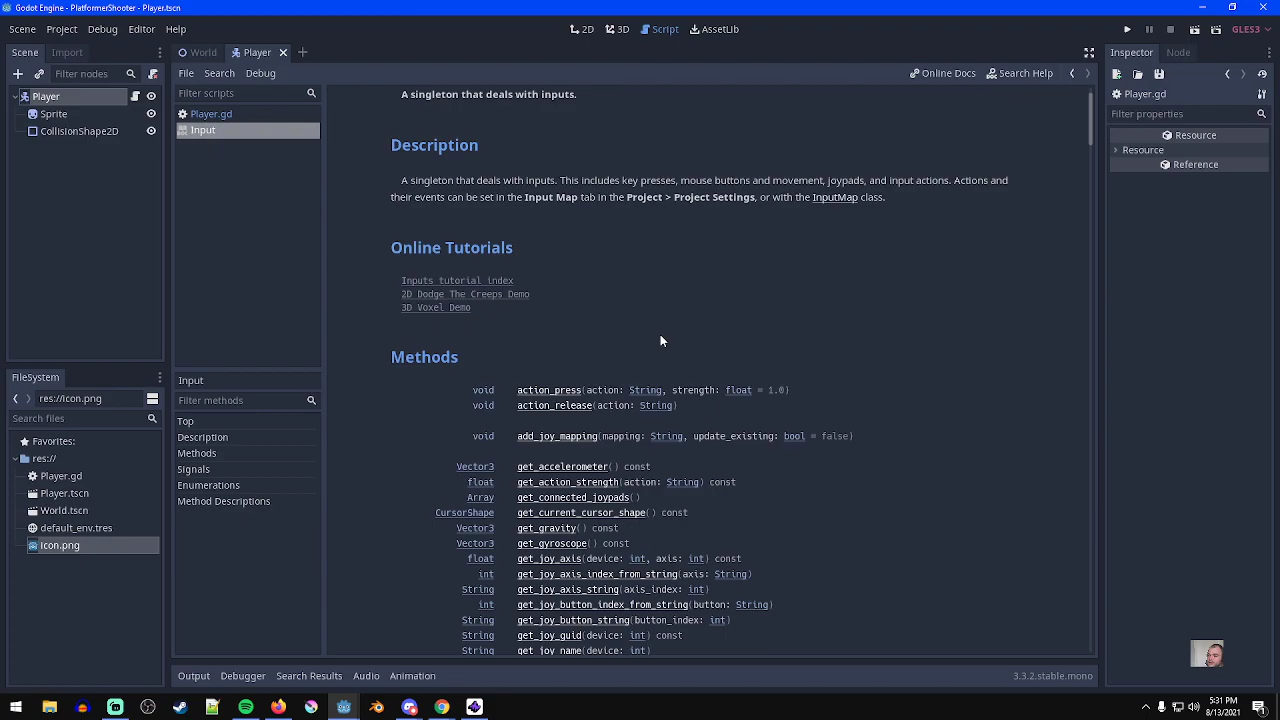 Godot Engine - PlatformerShooter - Player.tscn
Scene Project Debug Editor Help
2D 3D Script AssetLib
GLES3
Scene Import
World Player
Inspector Node
Filter nodes
File Search Debug
Online Docs Search Help
Player
Sprite
CollisionShape2D
Filter scripts
Player.gd
Input
Player.gd
Filter properties
Resource
Resource
Reference
A singleton that deals with inputs.
Description
A singleton that deals with inputs. This includes key presses, mouse buttons and movement, joypads, and input actions. Actions and
their events can be set in the Input Map tab in the Project > Project Settings, or with the InputMap class.
Online Tutorials
Inputs tutorial index
2D Dodge The Creeps Demo
3D Voxel Demo
Methods
void action_press(action: String, strength: float = 1.0)
void action_release(action: String)
void add_joy_mapping(mapping: String, update_existing: bool = false)
Vector3 get_accelerometer() const
float get_action_strength(action: String) const
Array get_connected_joypads()
CursorShape get_current_cursor_shape() const
Vector3 get_gravity() const
Vector3 get_gyroscope() const
float get_joy_axis(device: int, axis: int) const
int get_joy_axis_index_from_string(axis: String)
String get_joy_axis_string(axis_index: int)
int get_joy_button_index_from_string(button: String)
String get_joy_button_string(button_index: int)
String get_joy_guid(device: int) const
String get_joy_name(device: int)
FileSystem
res://icon.png
Search files
Favorites:
res://
Player.gd
Player.tscn
World.tscn
default_env.tres
icon.png
Input
Filter methods
Top
Description
Methods
Signals
Enumerations
Method Descriptions
Output Debugger Search Results Audio Animation
3.3.2.stable.mono
5:31 PM
8/13/2021